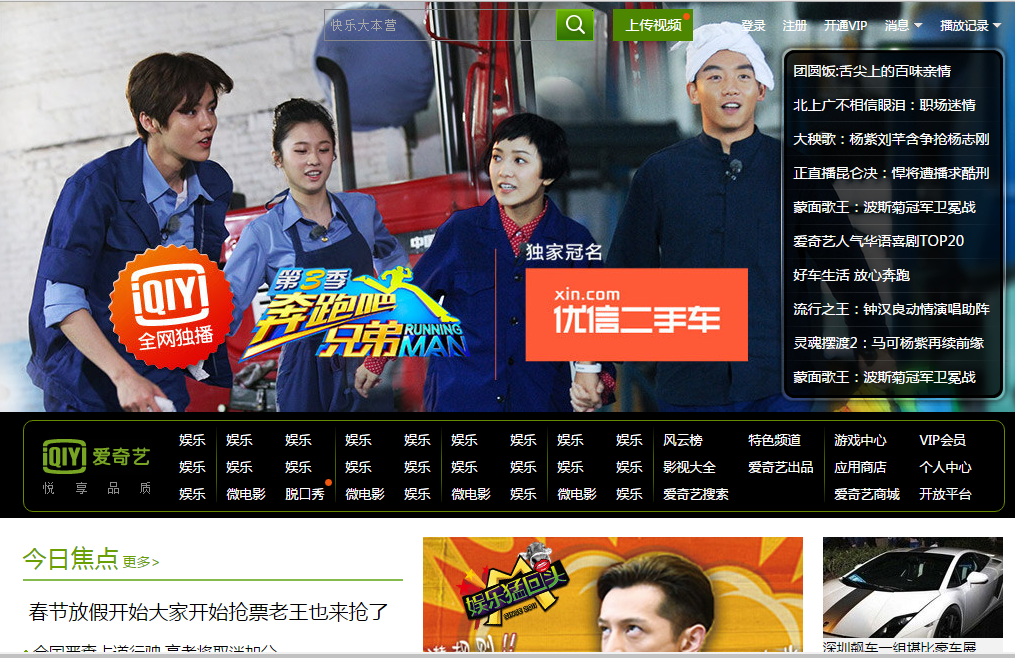 快乐大本营
上传视频
登录 注册 开通VIP 消息 播放记录
团圆饭:舌尖上的百味亲情
北上广不相信眼泪：职场迷情
大秧歌：杨紫刘芊含争抢杨志刚
正直播昆仑决：悍将遭播求酷刑
蒙面歌王：波斯菊冠军卫冕战
爱奇艺人气华语喜剧TOP20
好车生活 放心奔跑
流行之王：钟汉良动情演唱助阵
灵魂摆渡2：马可杨紫再续前缘
蒙面歌王：波斯菊冠军卫冕战
中国
iQIYI
全网独播
第3季
奔跑吧
兄弟RUNNING
MAN
独家冠名
xin.com
优信二手车
iQIYI 爱奇艺
悦 享 品 质
娱乐 娱乐 娱乐 娱乐 娱乐 娱乐 娱乐 娱乐 娱乐 风云榜 特色频道 游戏中心 VIP会员
娱乐 娱乐 娱乐 娱乐 娱乐 娱乐 娱乐 娱乐 娱乐 影视大全 爱奇艺出品 应用商店 个人中心
娱乐 微电影 脱口秀 微电影 娱乐 微电影 娱乐 微电影 娱乐 爱奇艺搜索 爱奇艺商城 开放平台
今日焦点 更多>
春节放假开始大家开始抢票老王也来抢了
娱乐猛回头
SINCE 2011
深圳飙车一组堪比豪车展